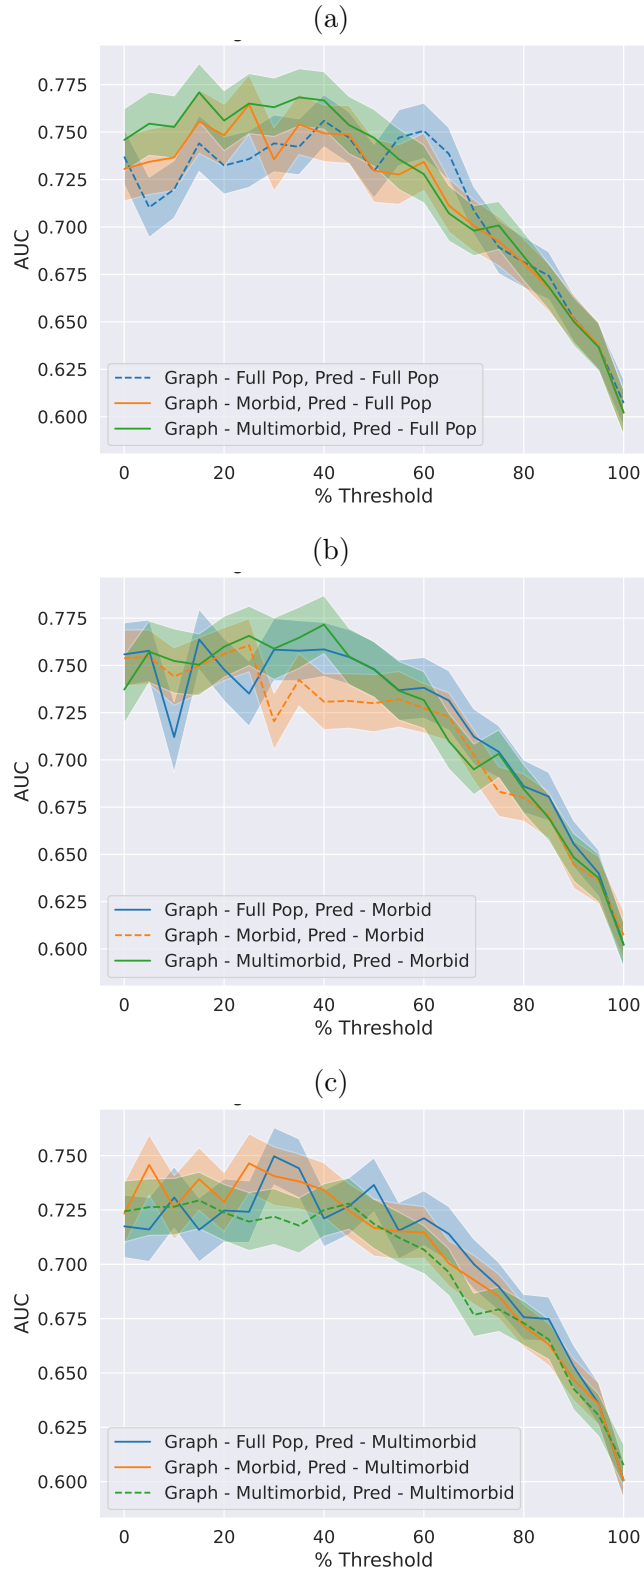 (a)
0.775
0.750
0.725
0.700
0.675
0.650
0.625
0.600
AUC
Graph - Full Pop, Pred - Full Pop
Graph - Morbid, Pred - Full Pop
Graph - Multimorbid, Pred - Full Pop
0 20 40 60 80 100
% Threshold
(b)
0.775
0.750
0.725
0.700
0.675
0.650
0.625
0.600
AUC
Graph - Full Pop, Pred - Morbid
Graph - Morbid, Pred - Morbid
Graph - Multimorbid, Pred - Morbid
0 20 40 60 80 100
% Threshold
(c)
0.750
0.725
0.700
0.675
0.650
0.625
0.600
AUC
Graph - Full Pop, Pred - Multimorbid
Graph - Morbid, Pred - Multimorbid
Graph - Multimorbid, Pred - Multimorbid
0 20 40 60 80 100
% Threshold